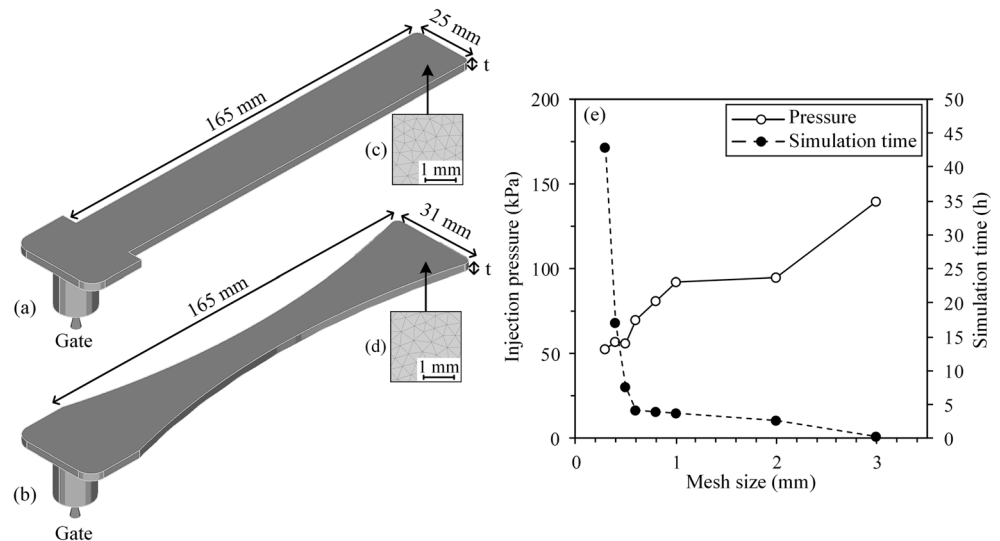 25 mm
t
165 mm
(c)
1 mm
(a)
Gate
31 mm
t
165 mm
(d)
1 mm
(b)
Gate
(e)
Pressure
Simulation time
200
150
100
50
0
Injection pressure (kPa)
50
45
40
35
30
25
20
15
10
5
0
Simulation time (h)
0 1 2 3
Mesh size (mm)